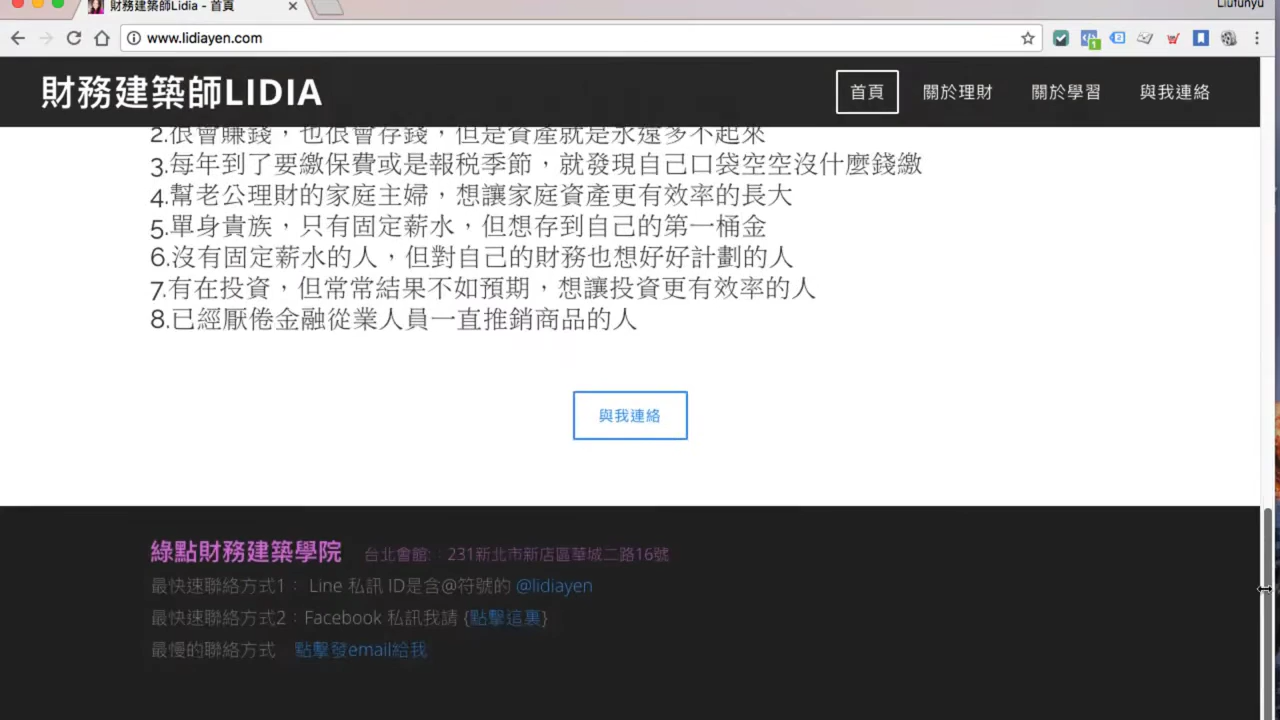 Liufunyu
財務建築師Lidia - 首頁
www.lidiayen.com
財務建築師LIDIA
首頁
關於理財
關於學習
與我連絡
2.很會賺錢，也很會存錢，但是資產就是永遠多不起來
3.每年到了要繳保費或是報稅季節，就發現自己口袋空空沒什麼錢繳
4.幫老公理財的家庭主婦，想讓家庭資產更有效率的長大
5.單身貴族，只有固定薪水，但想存到自己的第一桶金
6.沒有固定薪水的人，但對自己的財務也想好好計劃的人
7.有在投資，但常常結果不如預期，想讓投資更有效率的人
8.已經厭倦金融從業人員一直推銷商品的人
與我連絡
綠點財務建築學院 台北會館: 231新北市新店區華城二路16號
最快速聯絡方式1： Line 私訊 ID是含@符號的 @lidiayen
最快速聯絡方式2：Facebook 私訊我請 {點擊這裏}
最慢的聯絡方式 點擊發email給我